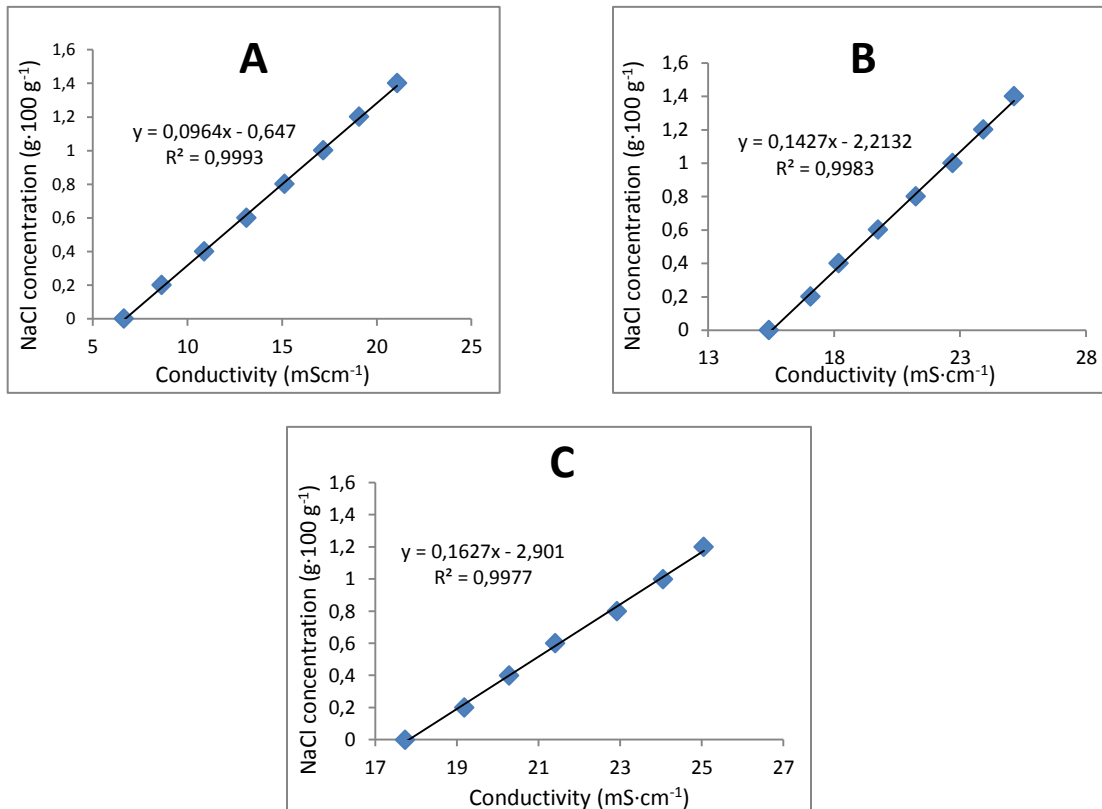 A
NaCl concentration (g·100 g⁻¹)
1,6
1,4
1,2
1
0,8
0,6
0,4
0,2
0
y = 0,0964x - 0,647
R² = 0,9993
5 10 15 20 25
Conductivity (mScm⁻¹)
B
NaCl concentration (g·100 g⁻¹)
1,6
1,4
1,2
1
0,8
0,6
0,4
0,2
0
y = 0,1427x - 2,2132
R² = 0,9983
13 18 23 28
Conductivity (mS·cm⁻¹)
C
NaCl concentration (g·100 g⁻¹)
1,6
1,4
1,2
1
0,8
0,6
0,4
0,2
0
y = 0,1627x - 2,901
R² = 0,9977
17 19 21 23 25 27
Conductivity (mS·cm⁻¹)